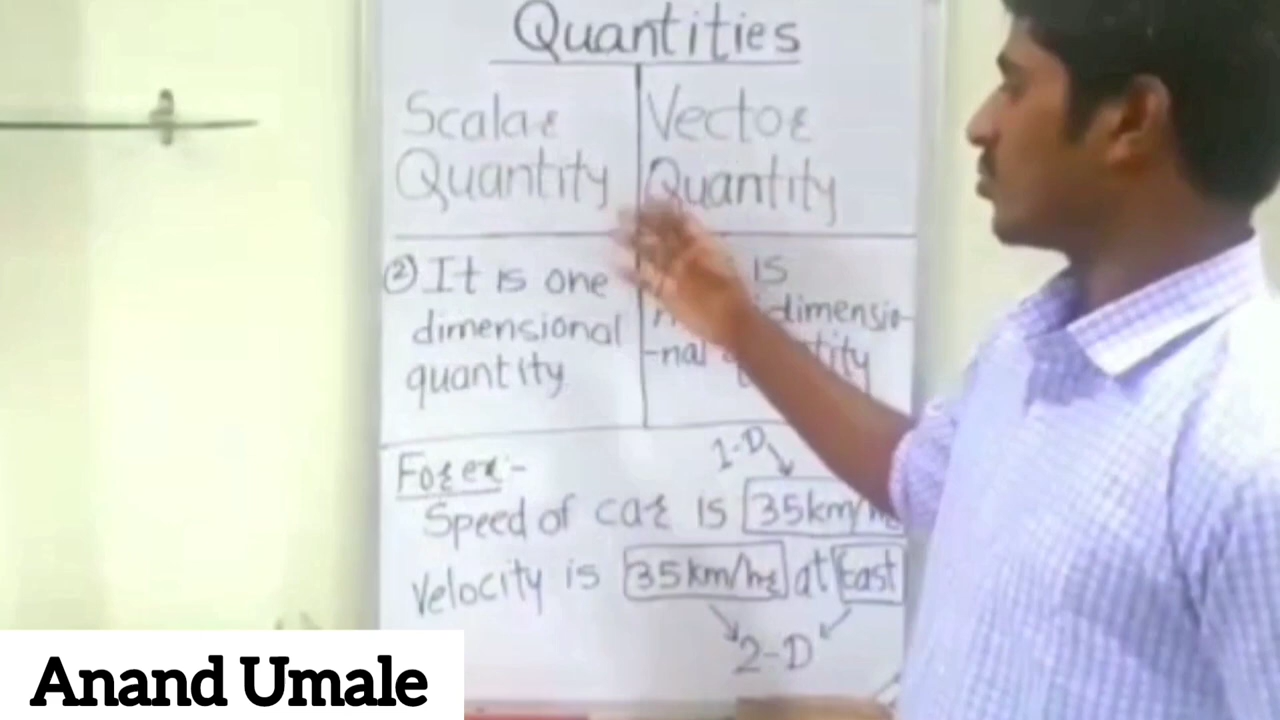 Quantities
Scalar Vector
Quantity Quantity
② It is one
dimensional
quantity
is
dimensio-
-nal
For ex:-
1-D
Speed of car is 35km/hr
Velocity is 35km/hr at East
2-D
Anand Umale